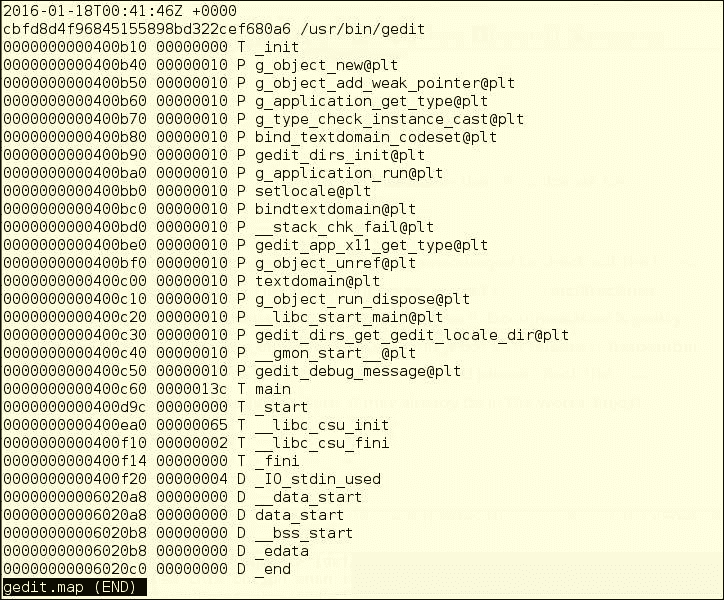 2016-01-18T00:41:46Z +0000
cbfd8d4f96845155898bd322cef680a6 /usr/bin/gedit
0000000000400b10 00000000 T _init
0000000000400b40 00000010 P g_object_new@plt
0000000000400b50 00000010 P g_object_add_weak_pointer@plt
0000000000400b60 00000010 P g_application_get_type@plt
0000000000400b70 00000010 P g_type_check_instance_cast@plt
0000000000400b80 00000010 P bind_textdomain_codeset@plt
0000000000400b90 00000010 P gedit_dirs_init@plt
0000000000400ba0 00000010 P g_application_run@plt
0000000000400bb0 00000010 P setlocale@plt
0000000000400bc0 00000010 P bindtextdomain@plt
0000000000400bd0 00000010 P __stack_chk_fail@plt
0000000000400be0 00000010 P gedit_app_x11_get_type@plt
0000000000400bf0 00000010 P g_object_unref@plt
0000000000400c00 00000010 P textdomain@plt
0000000000400c10 00000010 P g_object_run_dispose@plt
0000000000400c20 00000010 P __libc_start_main@plt
0000000000400c30 00000010 P gedit_dirs_get_gedit_locale_dir@plt
0000000000400c40 00000010 P __gmon_start__@plt
0000000000400c50 00000010 P gedit_debug_message@plt
0000000000400c60 0000013c T main
0000000000400d9c 00000000 T _start
0000000000400ea0 00000065 T __libc_csu_init
0000000000400f10 00000002 T __libc_csu_fini
0000000000400f14 00000000 T _fini
0000000000400f20 00000004 D _IO_stdin_used
00000000006020a8 00000000 D __data_start
00000000006020a8 00000000 D data_start
00000000006020b8 00000000 D __bss_start
00000000006020b8 00000000 D _edata
00000000006020c0 00000000 D _end
gedit.map (END)